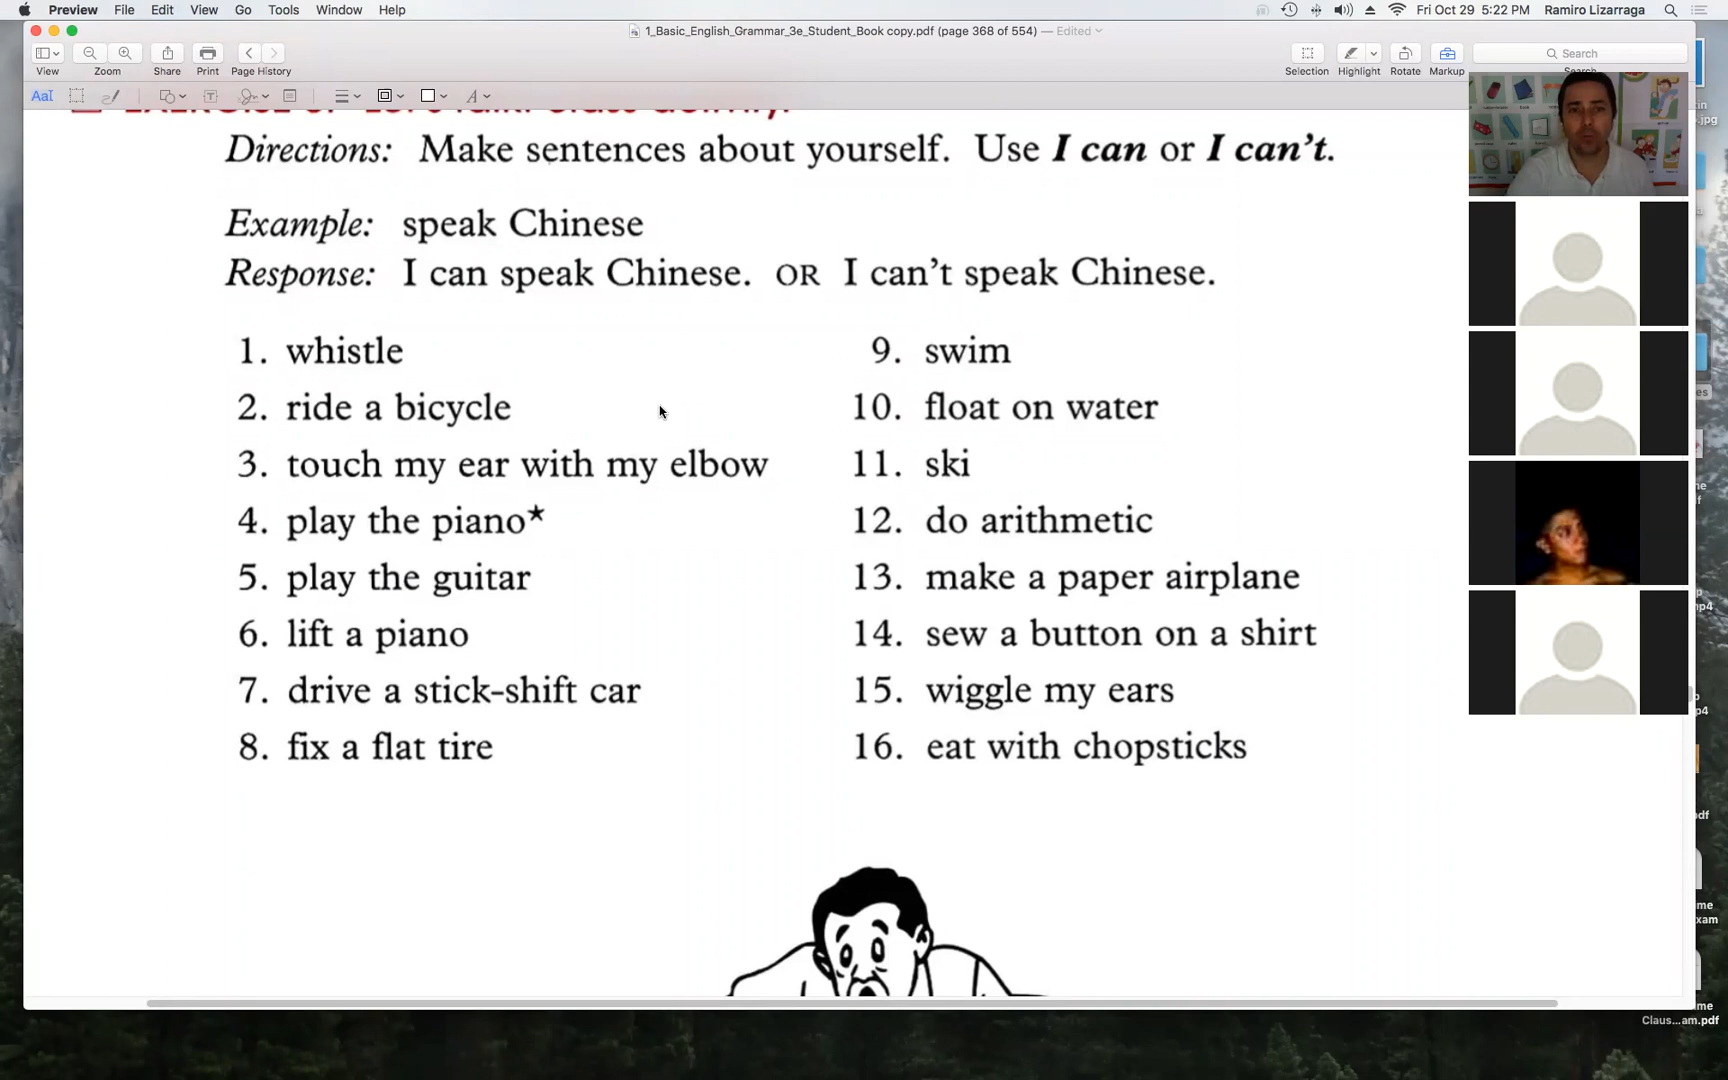 Preview File Edit View Go Tools Window Help
Fri Oct 29 5:22 PM Ramiro Lizarraga
1_Basic_English_Grammar_3e_Student_Book copy.pdf (page 368 of 554) — Edited
View Zoom Share Print Page History
Selection Highlight Rotate Markup Search
Search
Directions: Make sentences about yourself. Use I can or I can't.
Example: speak Chinese
Response: I can speak Chinese. OR I can't speak Chinese.
1. whistle
2. ride a bicycle
3. touch my ear with my elbow
4. play the piano*
5. play the guitar
6. lift a piano
7. drive a stick-shift car
8. fix a flat tire
9. swim
10. float on water
11. ski
12. do arithmetic
13. make a paper airplane
14. sew a button on a shirt
15. wiggle my ears
16. eat with chopsticks
Claus...am.pdf